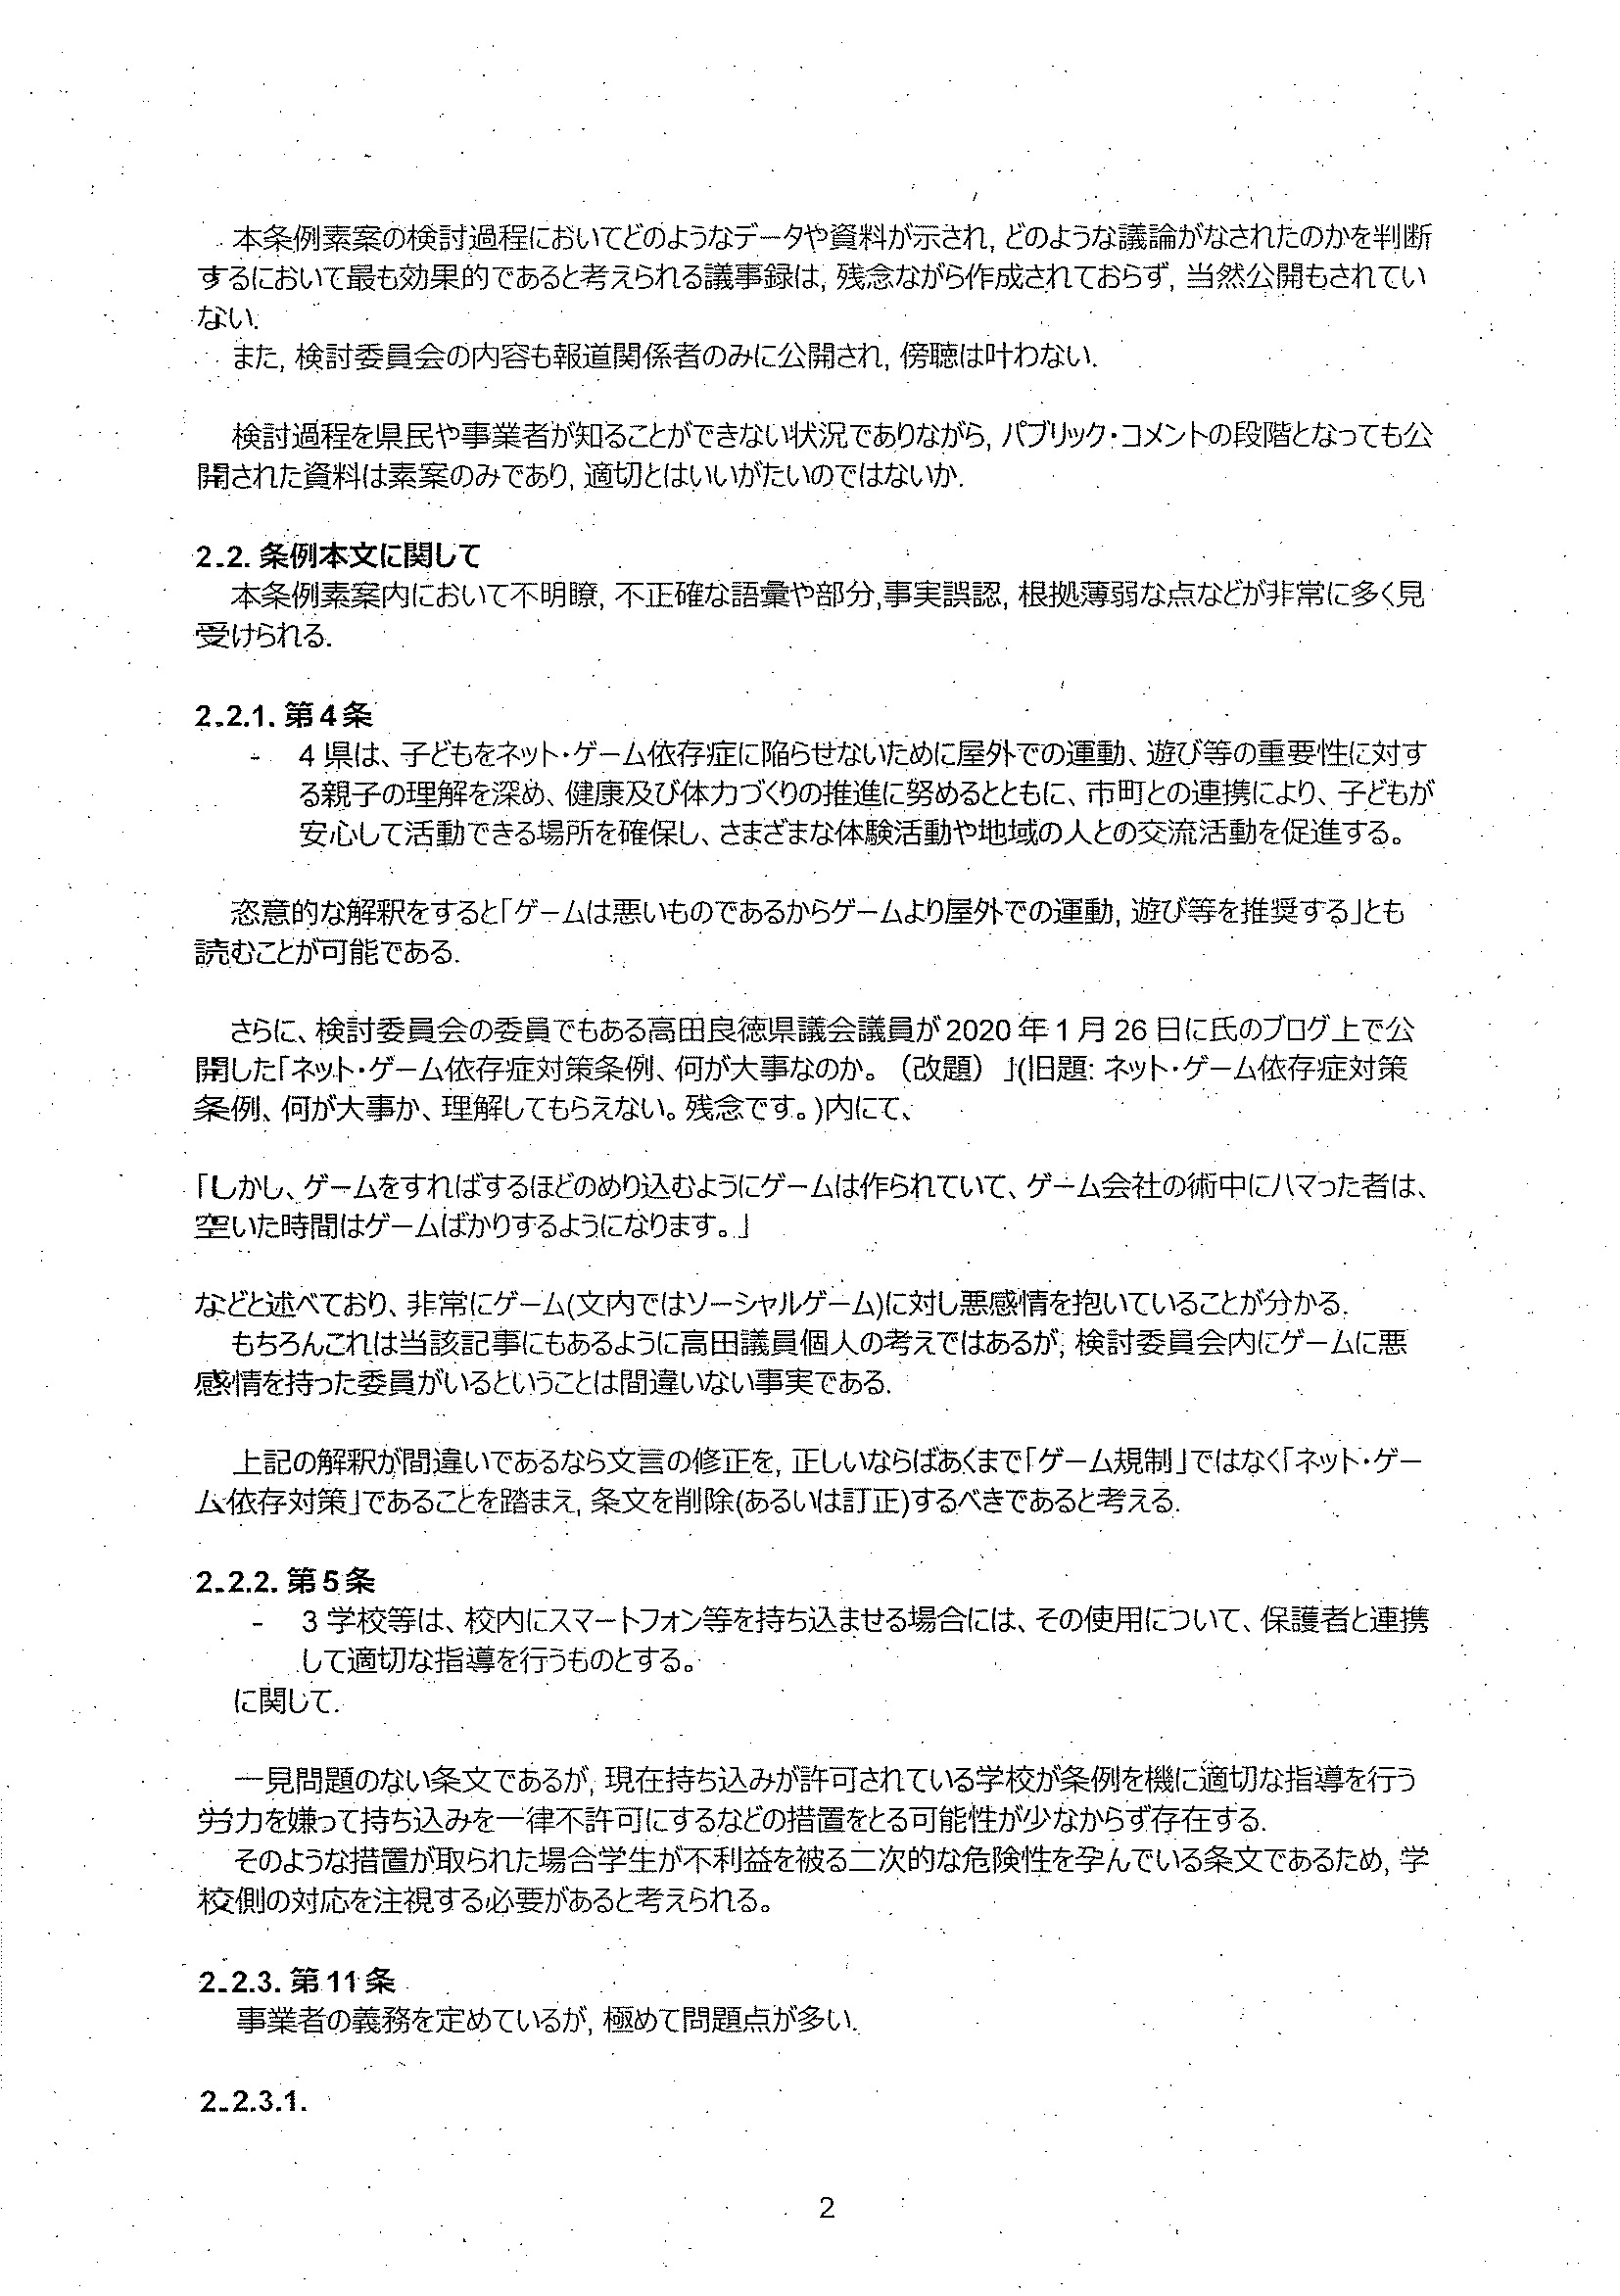 本条例素案の検討過程においてどのようなデータや資料が示され, どのような議論がなされたのかを判断
するにおいて最も効果的であると考えられる議事録は, 残念ながら作成されておらず, 当然公開もされてい
ない.
また, 検討委員会の内容も報道関係者のみに公開され, 傍聴は叶わない.
検討過程を県民や事業者が知ることができない状況でありながら, パブリック・コメントの段階となっても公
開された資料は素案のみであり, 適切とはいいがたいのではないか.
2.2. 条例本文に関して
本条例素案内において不明瞭, 不正確な語彙や部分,事実誤認, 根拠薄弱な点などが非常に多く見
受けられる.
2.2.1. 第4条
- 4 県は、子どもをネット・ゲーム依存症に陥らせないために屋外での運動、遊び等の重要性に対す
る親子の理解を深め、健康及び体力づくりの推進に努めるとともに、市町との連携により、子どもが
安心して活動できる場所を確保し、さまざまな体験活動や地域の人との交流活動を促進する。
恣意的な解釈をすると「ゲームは悪いものであるからゲームより屋外での運動, 遊び等を推奨する」とも
読むことが可能である.
さらに、検討委員会の委員でもある高田良徳県議会議員が2020年1月26日に氏のブログ上で公
開した「ネット・ゲーム依存症対策条例、何が大事なのか。（改題）」(旧題: ネット・ゲーム依存症対策
条例、何が大事か、理解してもらえない。残念です。)内にて、
「しかし、ゲームをすればするほどのめり込むようにゲームは作られていて、ゲーム会社の術中にハマった者は、
空いた時間はゲームばかりするようになります。」
などと述べており、非常にゲーム(文内ではソーシャルゲーム)に対し悪感情を抱いていることが分かる.
もちろんこれは当該記事にもあるように高田議員個人の考えではあるが, 検討委員会内にゲームに悪
感情を持った委員がいるということは間違いない事実である.
上記の解釈が間違いであるなら文言の修正を, 正しいならばあくまで「ゲーム規制」ではなく「ネット・ゲー
ム依存対策」であることを踏まえ, 条文を削除(あるいは訂正)するべきであると考える.
2.2.2. 第5条
- 3 学校等は、校内にスマートフォン等を持ち込ませる場合には、その使用について、保護者と連携
して適切な指導を行うものとする。
に関して.
一見問題のない条文であるが, 現在持ち込みが許可されている学校が条例を機に適切な指導を行う
労力を嫌って持ち込みを一律不許可にするなどの措置をとる可能性が少なからず存在する.
そのような措置が取られた場合学生が不利益を被る二次的な危険性を孕んでいる条文であるため, 学
校側の対応を注視する必要があると考えられる。
2.2.3. 第11条
事業者の義務を定めているが, 極めて問題点が多い.
2.2.3.1.
2